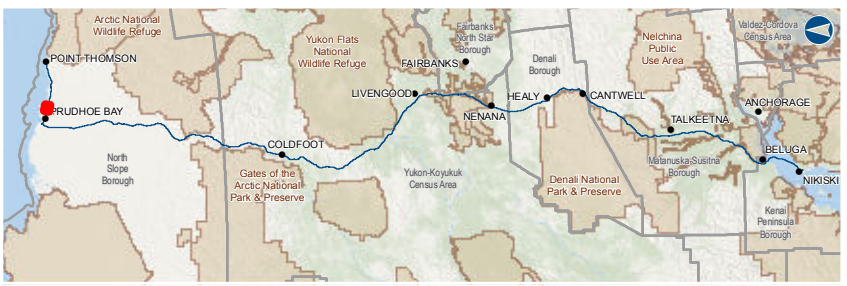 Arctic National
Wildlife Refuge
POINT THOMSON
PRUDHOE BAY
North
Slope
Borough
COLDFOOT
Gates of the
Arctic National
Park & Preserve
Yukon Flats
National
Wildlife Refuge
LIVENGOOD
Yukon-Koyukuk
Census Area
Fairbanks
North Star
Borough
FAIRBANKS
NENANA
Denali
Borough
HEALY
CANTWELL
Denali National
Park & Preserve
Nelchina
Public
Use Area
TALKEETNA
Matanuska-Susitna
Borough
Valdez-Cordova
Census Area
ANCHORAGE
BELUGA
NIKISKI
Kenai
Peninsula
Borough